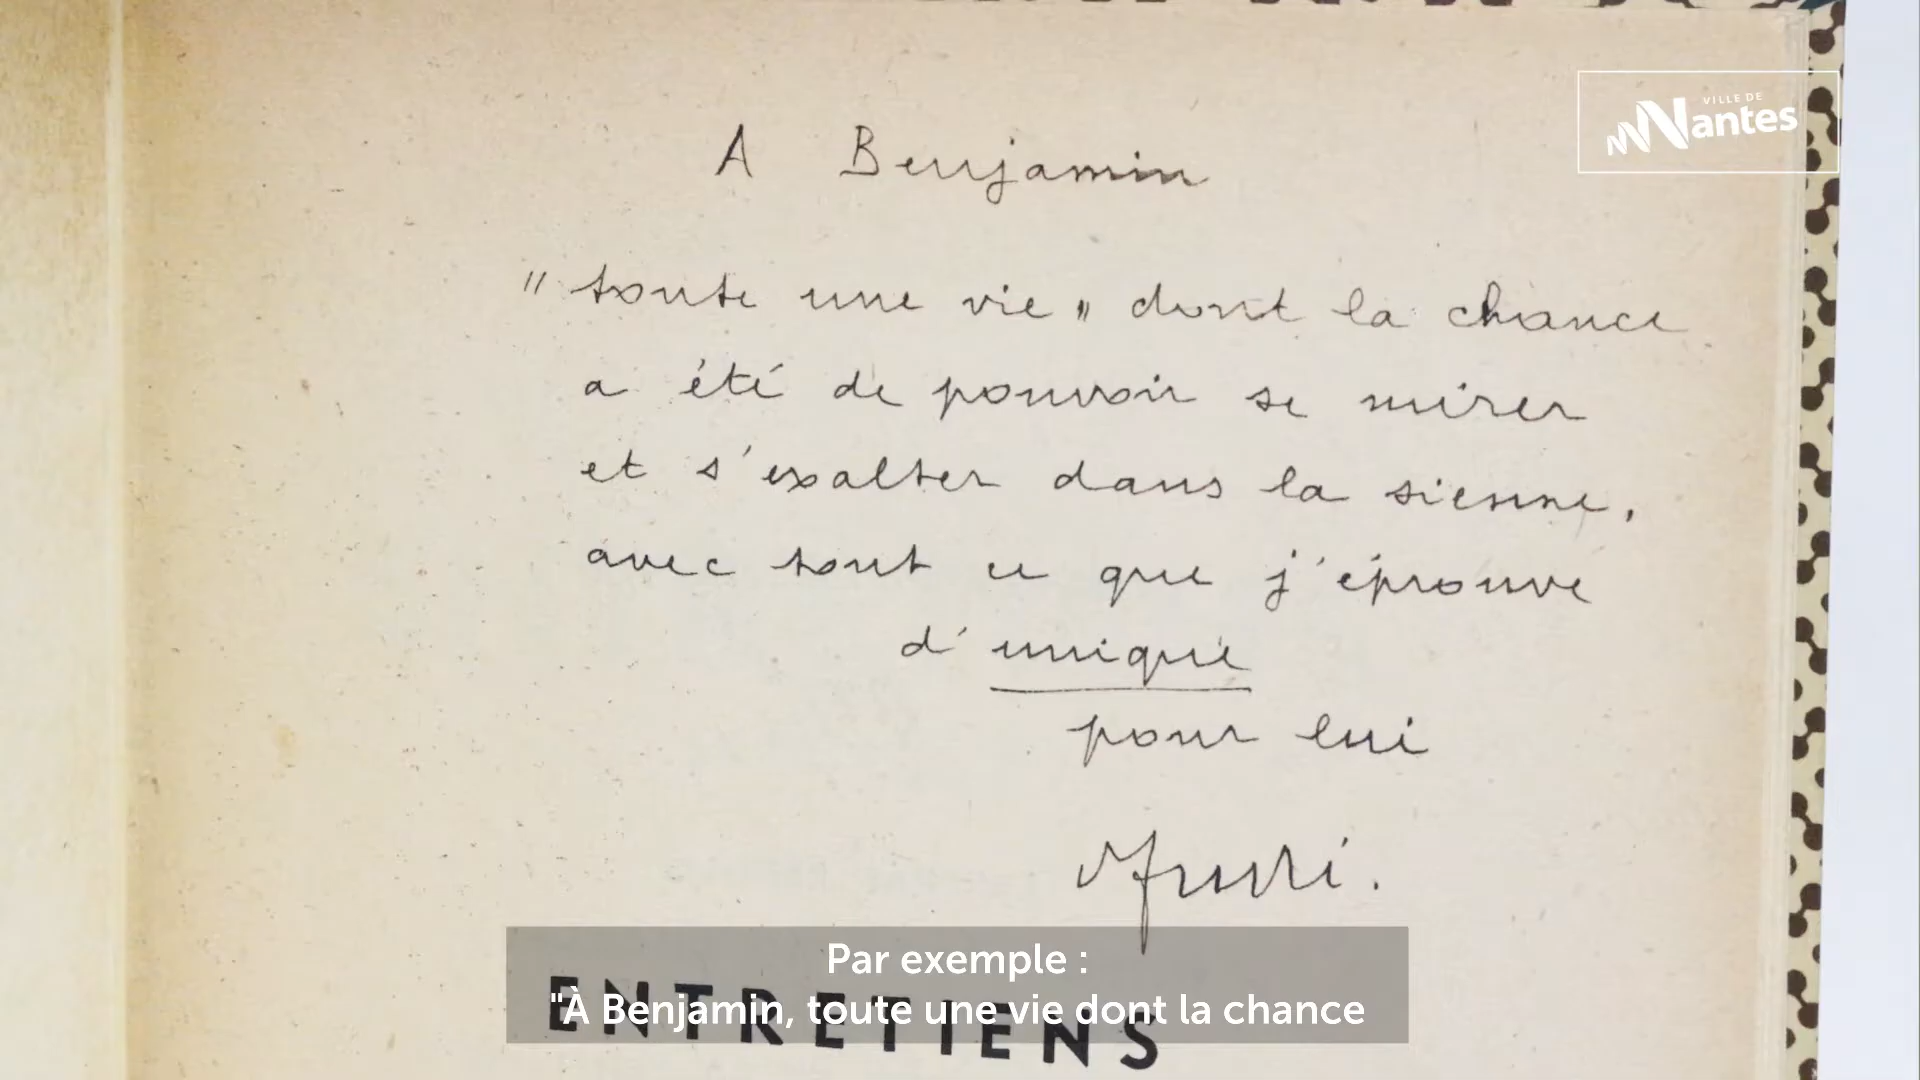 VILLE DE
Nantes
A Benjamin
" toute une vie " dont la chance
a été de pouvoir se mirer
et s'exalter dans la sienne,
avec tout ce que j'éprouve
d'unique
pour lui
ENTRETIENS
Par exemple :
"À Benjamin, toute une vie dont la chance